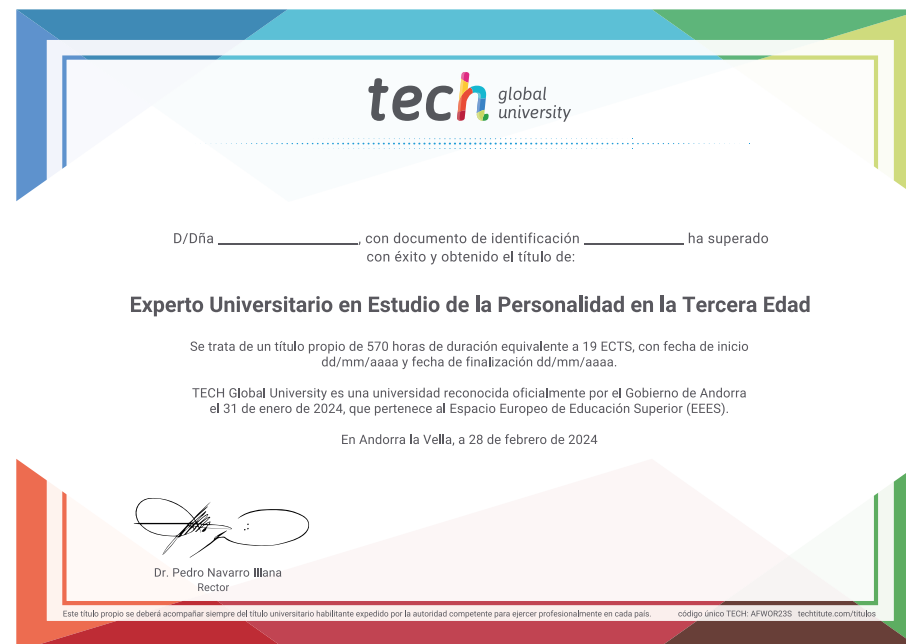 tech global university
D/Dña ______________, con documento de identificación __________ ha superado
con éxito y obtenido el título de:
Experto Universitario en Estudio de la Personalidad en la Tercera Edad
Se trata de un título propio de 570 horas de duración equivalente a 19 ECTS, con fecha de inicio
dd/mm/aaaa y fecha de finalización dd/mm/aaaa.
TECH Global University es una universidad reconocida oficialmente por el Gobierno de Andorra
el 31 de enero de 2024, que pertenece al Espacio Europeo de Educación Superior (EEES).
En Andorra la Vella, a 28 de febrero de 2024
Dr. Pedro Navarro Illana
Rector
Este título propio se deberá acompañar siempre del título universitario habilitante expedido por la autoridad competente para ejercer profesionalmente en cada país. código único TECH: AFWOR23S techtitute.com/titulos